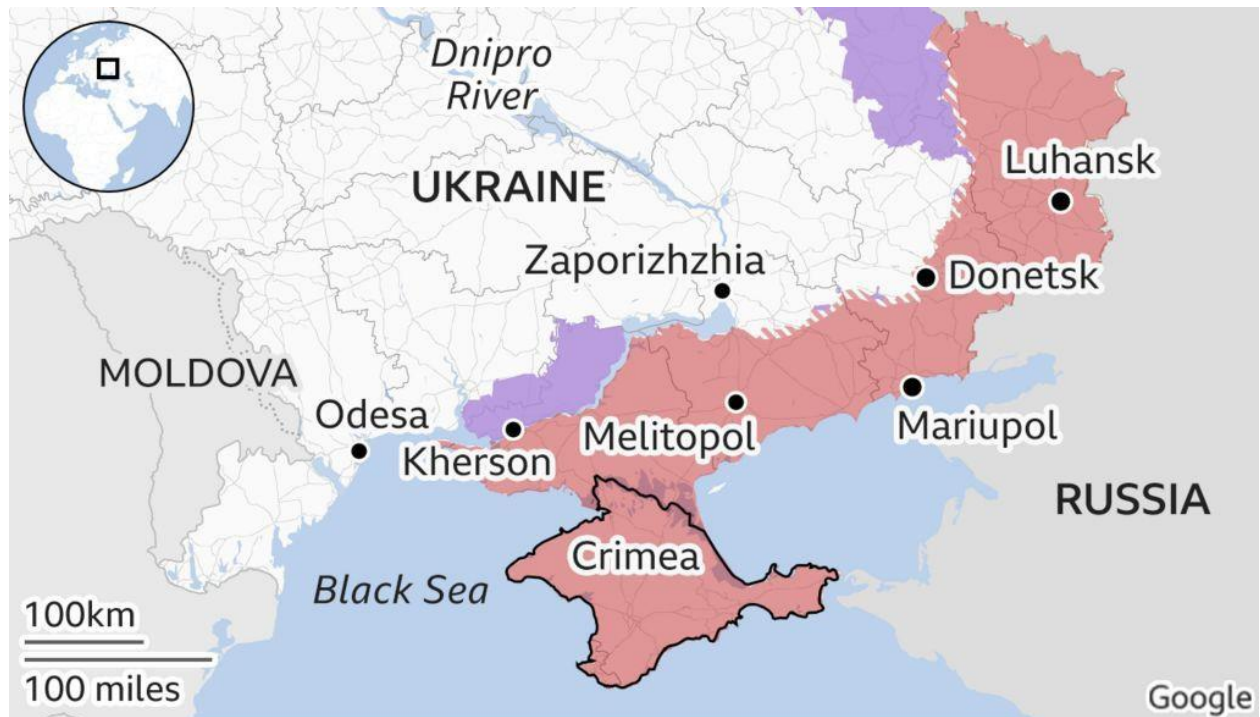 Dnipro
River
UKRAINE
Luhansk
Zaporizhzhia
Donetsk
MOLDOVA
Odesa
Kherson
Melitopol
Mariupol
RUSSIA
Crimea
Black Sea
100km
100 miles
Google